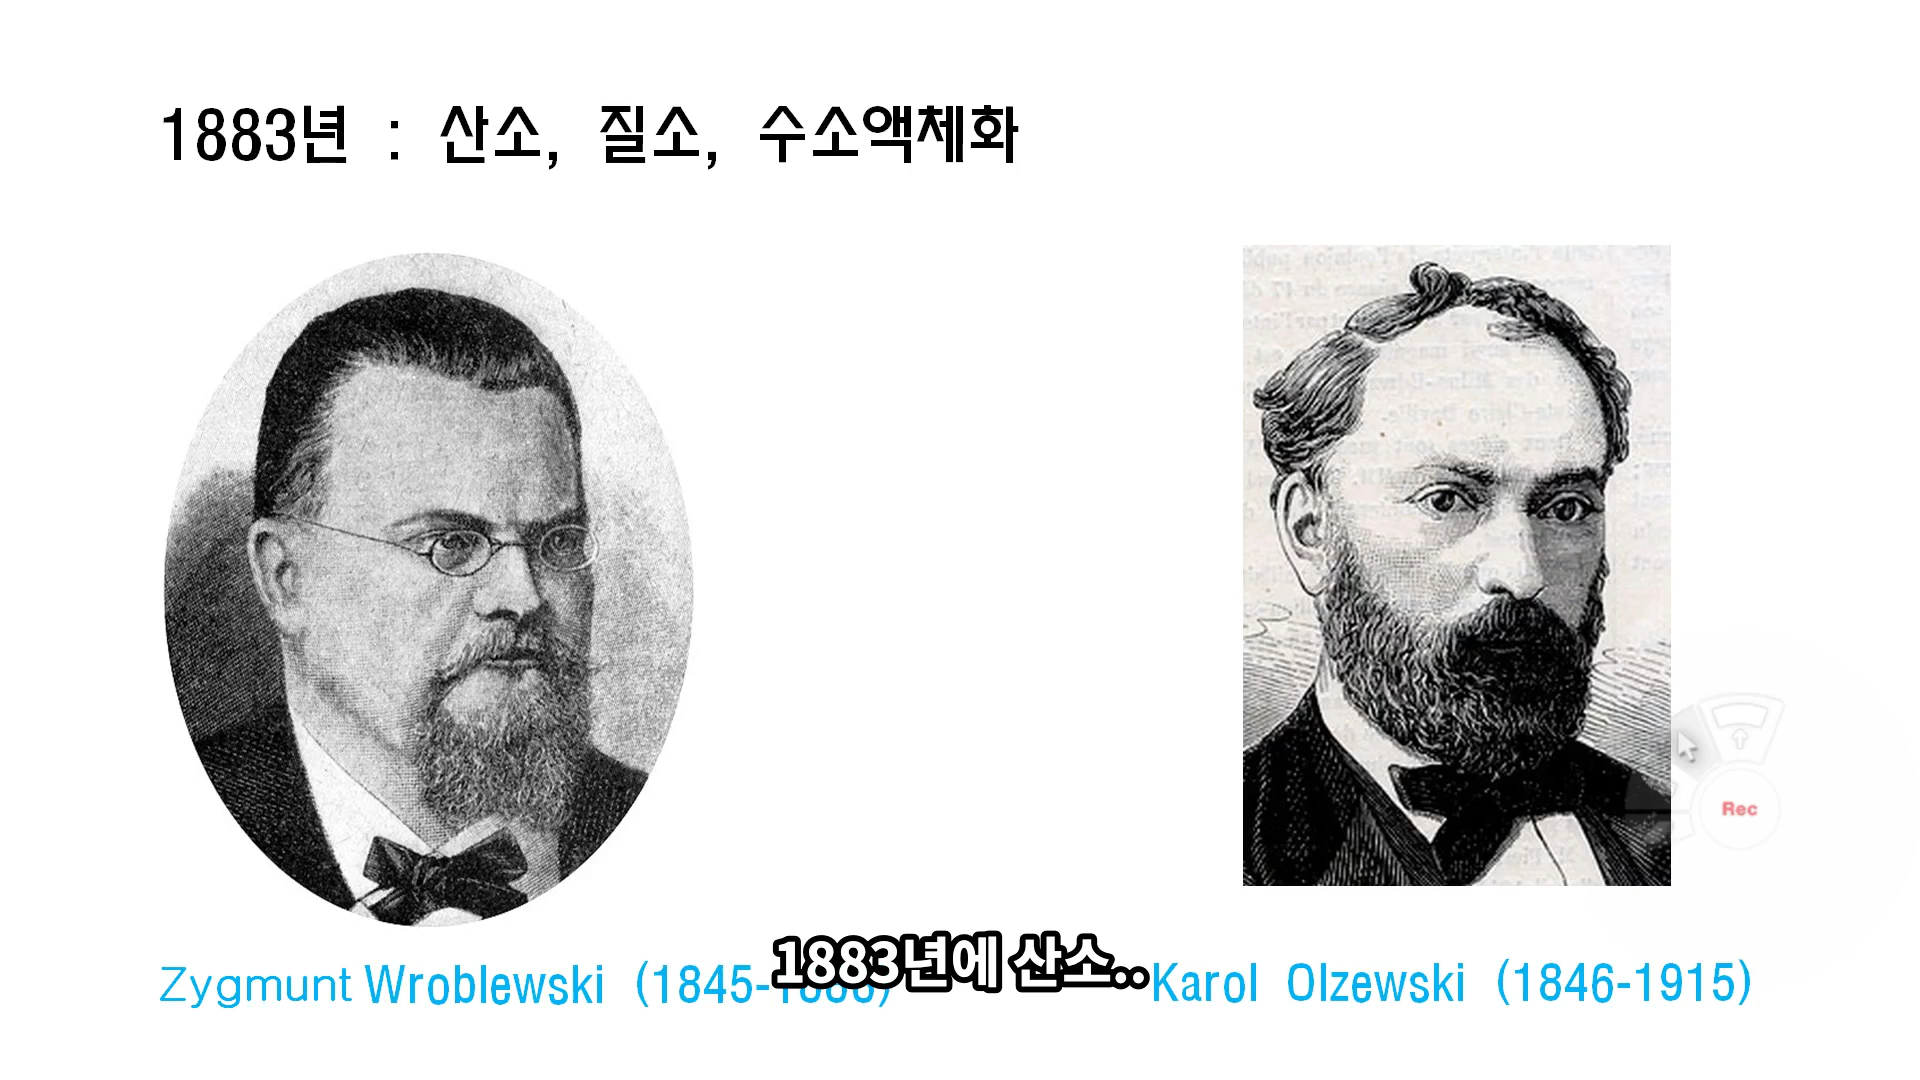 1883년 : 산소, 질소, 수소액체화
Rec
1883년에 산소..
Zygmunt Wroblewski (1845-
Karol Olzewski (1846-1915)